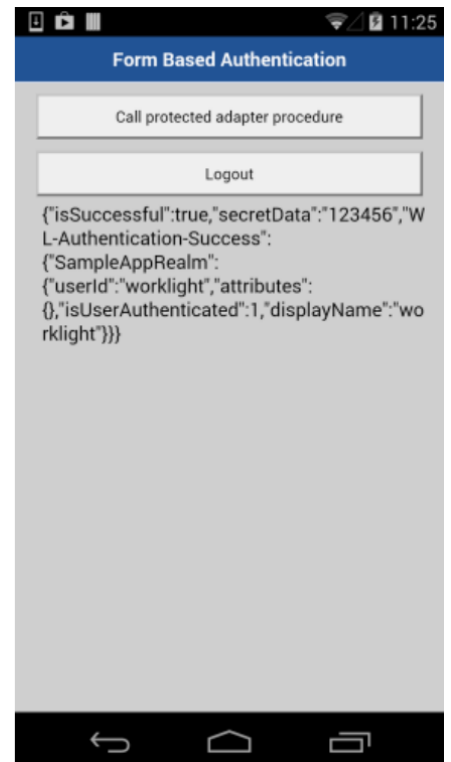 11:25
Form Based Authentication
Call protected adapter procedure
Logout
{"isSuccessful":true,"secretData":"123456","W
L-Authentication-Success":
{"SampleAppRealm":
{"userId":"worklight","attributes":
{},"isUserAuthenticated":1,"displayName":"wo
rklight"}}}